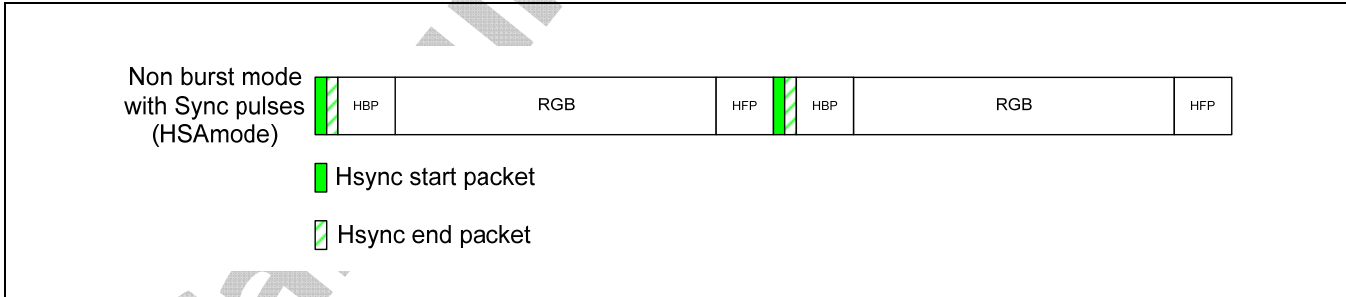 Non burst mode
with Sync pulses
(HSAmode)
HBP RGB HFP HBP RGB HFP
Hsync start packet
Hsync end packet